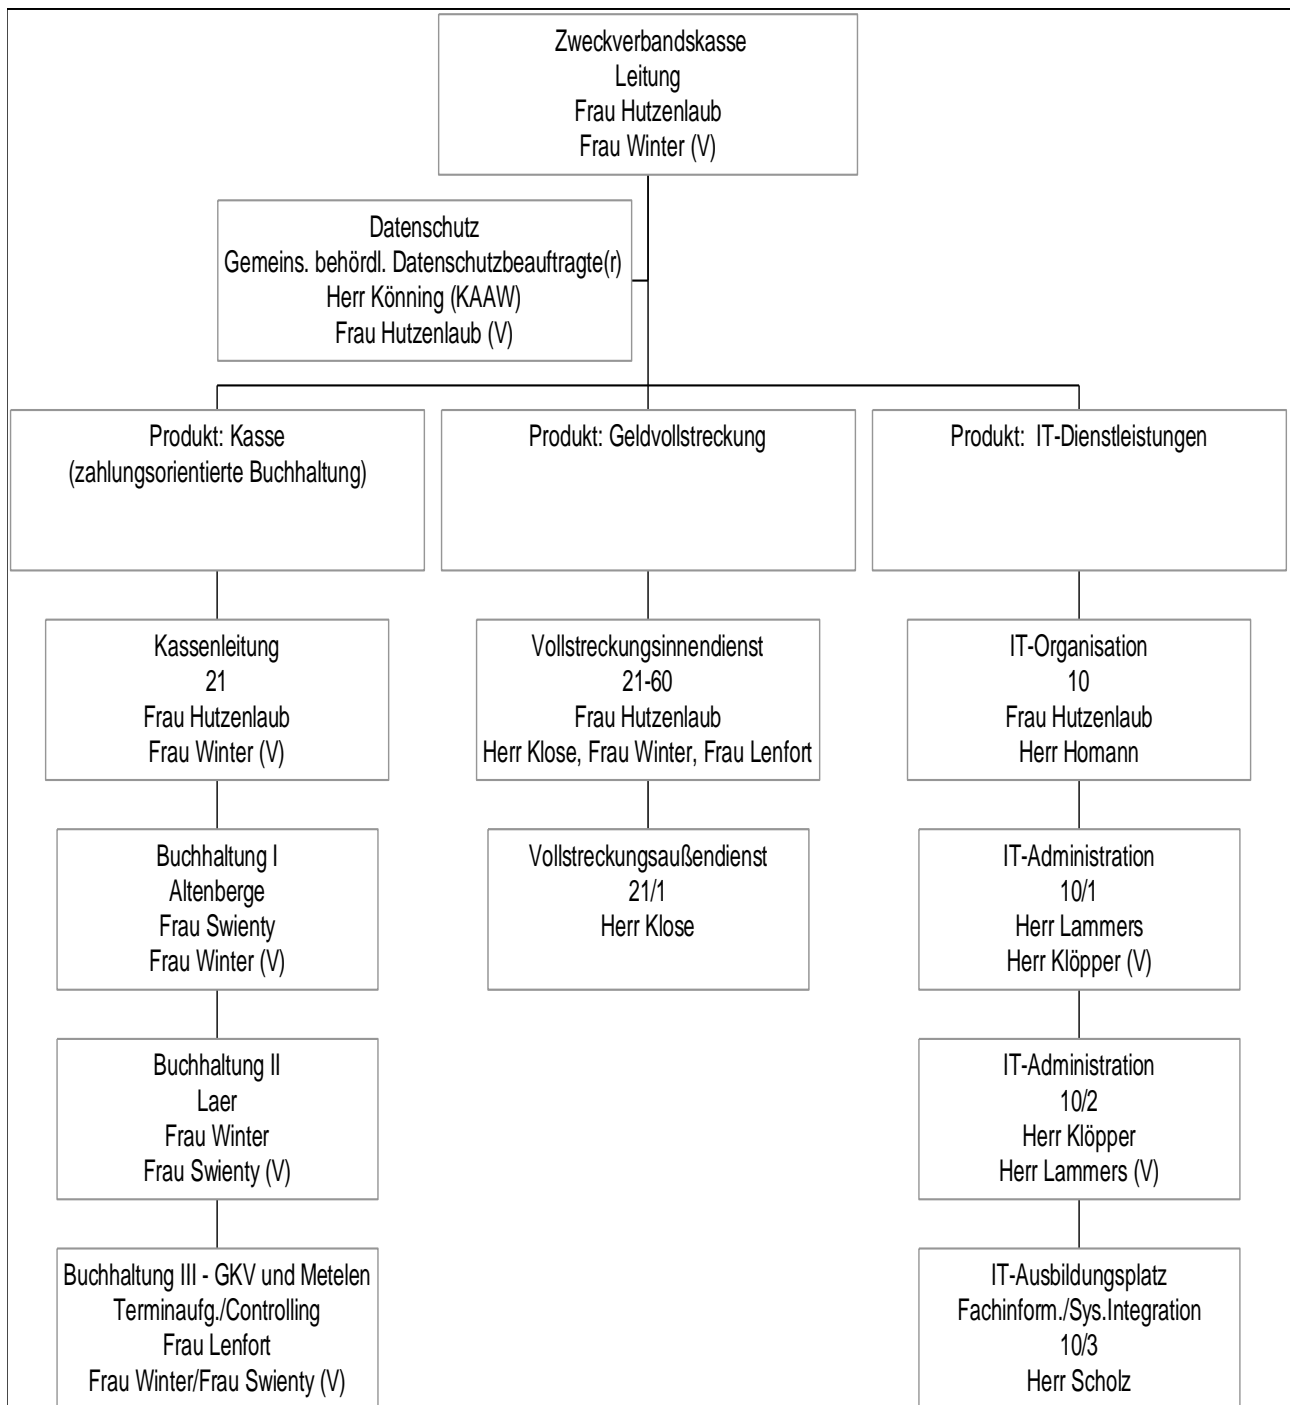 Zweckverbandskasse
Leitung
Frau Hutzenlaub
Frau Winter (V)
Datenschutz
Gemeins. behördl. Datenschutzbeauftragte(r)
Herr Könning (KAAW)
Frau Hutzenlaub (V)
Produkt: Kasse
(zahlungsorientierte Buchhaltung)
Produkt: Geldvollstreckung
Produkt: IT-Dienstleistungen
Kassenleitung
21
Frau Hutzenlaub
Frau Winter (V)
Vollstreckungsinnendienst
21-60
Frau Hutzenlaub
Herr Klose, Frau Winter, Frau Lenfort
IT-Organisation
10
Frau Hutzenlaub
Herr Homann
Buchhaltung I
Altenberge
Frau Swienty
Frau Winter (V)
Vollstreckungsaußendienst
21/1
Herr Klose
IT-Administration
10/1
Herr Lammers
Herr Klöpper (V)
Buchhaltung II
Laer
Frau Winter
Frau Swienty (V)
IT-Administration
10/2
Herr Klöpper
Herr Lammers (V)
Buchhaltung III - GKV und Metelen
Terminaufg./Controlling
Frau Lenfort
Frau Winter/Frau Swienty (V)
IT-Ausbildungsplatz
Fachinform./Sys.Integration
10/3
Herr Scholz